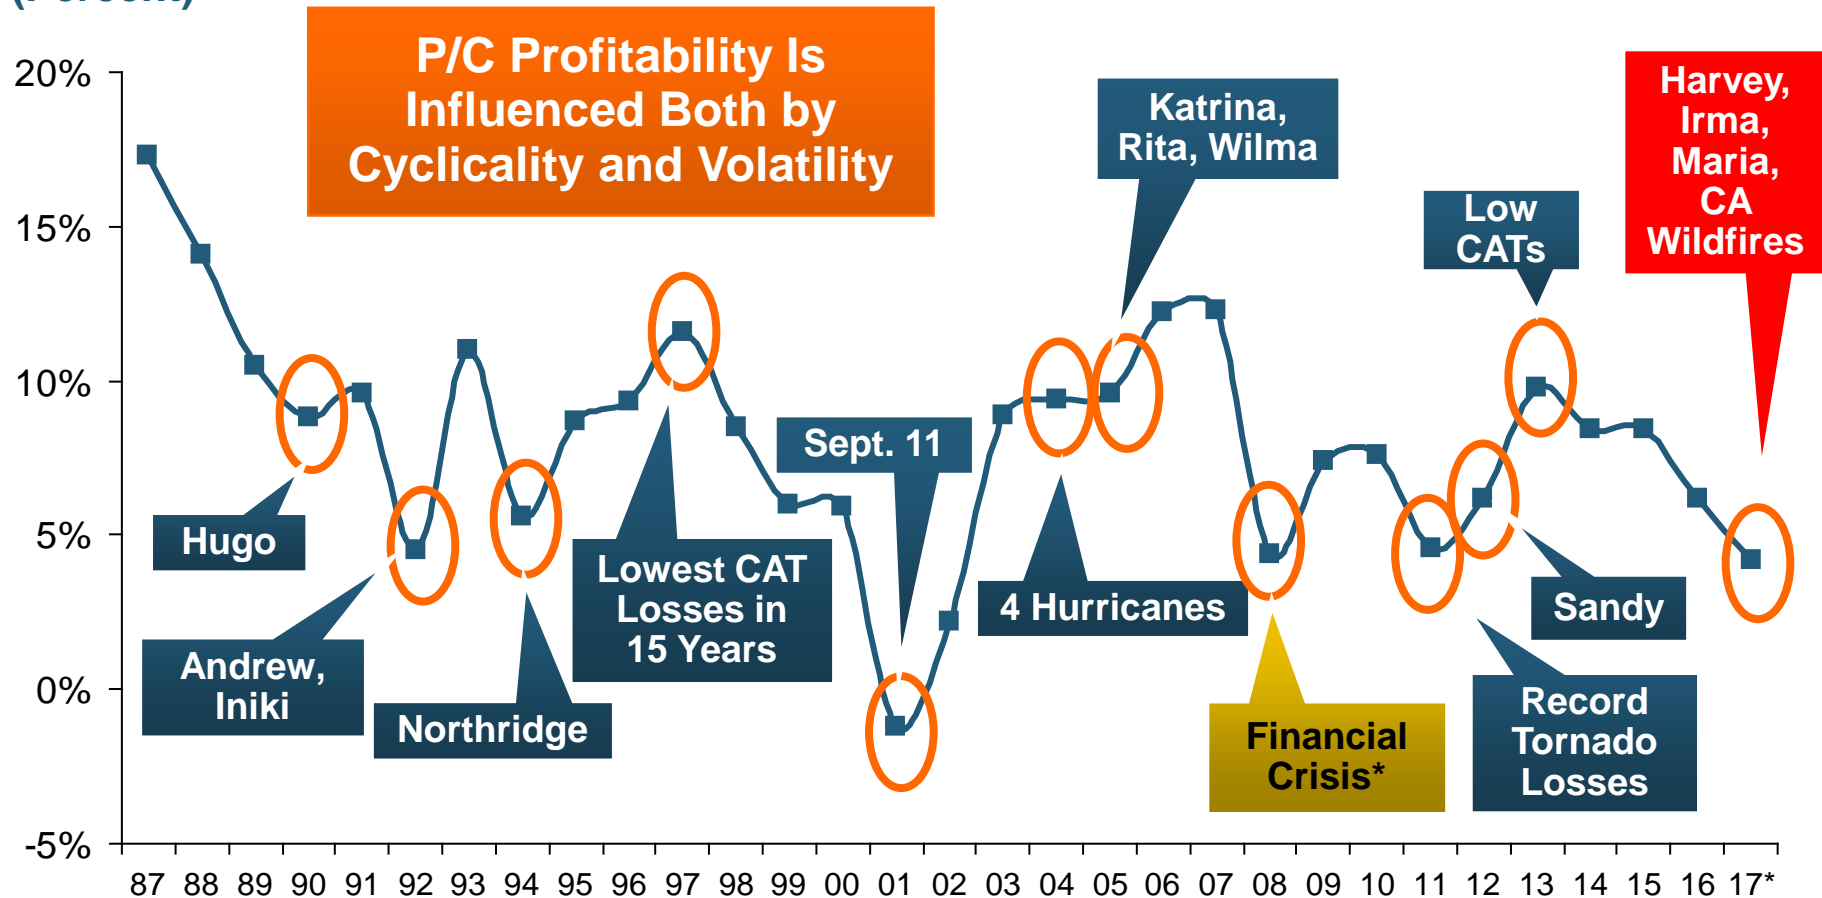 (Percent)
P/C Profitability Is
Influenced Both by
Cyclicality and Volatility
20%
15%
10%
5%
0%
-5%
Katrina,
Rita, Wilma
Low
CATs
Harvey,
Irma,
Maria,
CA
Wildfires
Hugo
Andrew,
Iniki
Northridge
Lowest CAT
Losses in
15 Years
Sept. 11
4 Hurricanes
Financial
Crisis*
Sandy
Record
Tornado
Losses
87 88 89 90 91 92 93 94 95 96 97 98 99 00 01 02 03 04 05 06 07 08 09 10 11 12 13 14 15 16 17*